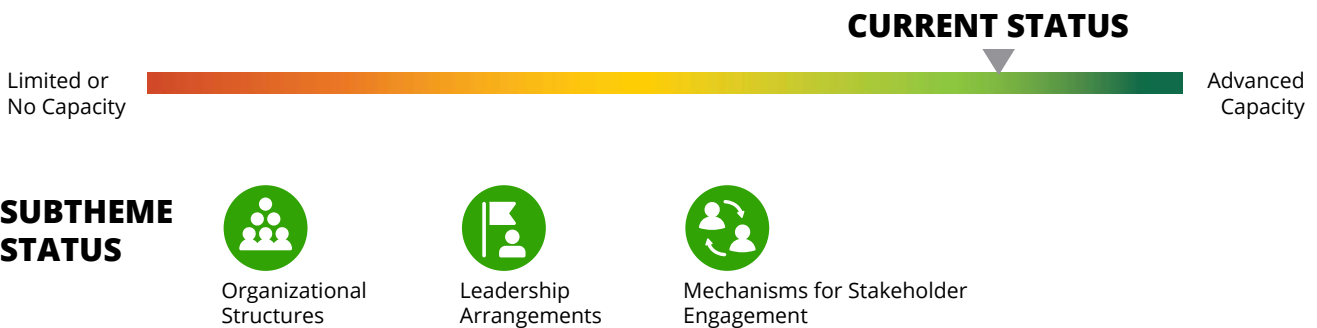 CURRENT STATUS
Limited or
No Capacity
Advanced
Capacity
SUBTHEME
STATUS
Organizational
Structures
Leadership
Arrangements
Mechanisms for Stakeholder
Engagement